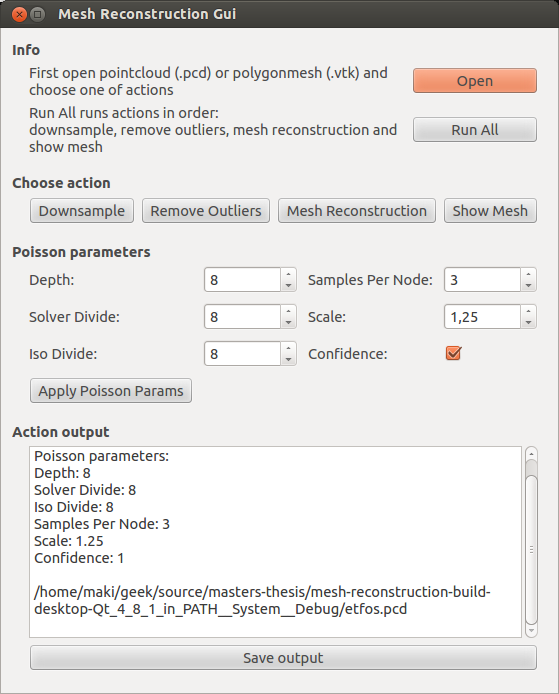 Mesh Reconstruction Gui
Info
First open pointcloud (.pcd) or polygonmesh (.vtk) and
choose one of actions
Open
Run All runs actions in order:
downsample, remove outliers, mesh reconstruction and
show mesh
Run All
Choose action
Downsample Remove Outliers Mesh Reconstruction Show Mesh
Poisson parameters
Depth: 8 Samples Per Node: 3
Solver Divide: 8 Scale: 1,25
Iso Divide: 8 Confidence:
Apply Poisson Params
Action output
Poisson parameters:
Depth: 8
Solver Divide: 8
Iso Divide: 8
Samples Per Node: 3
Scale: 1.25
Confidence: 1
/home/maki/geek/source/masters-thesis/mesh-reconstruction-build-
desktop-Qt_4_8_1_in_PATH__System__Debug/etfos.pcd
Save output